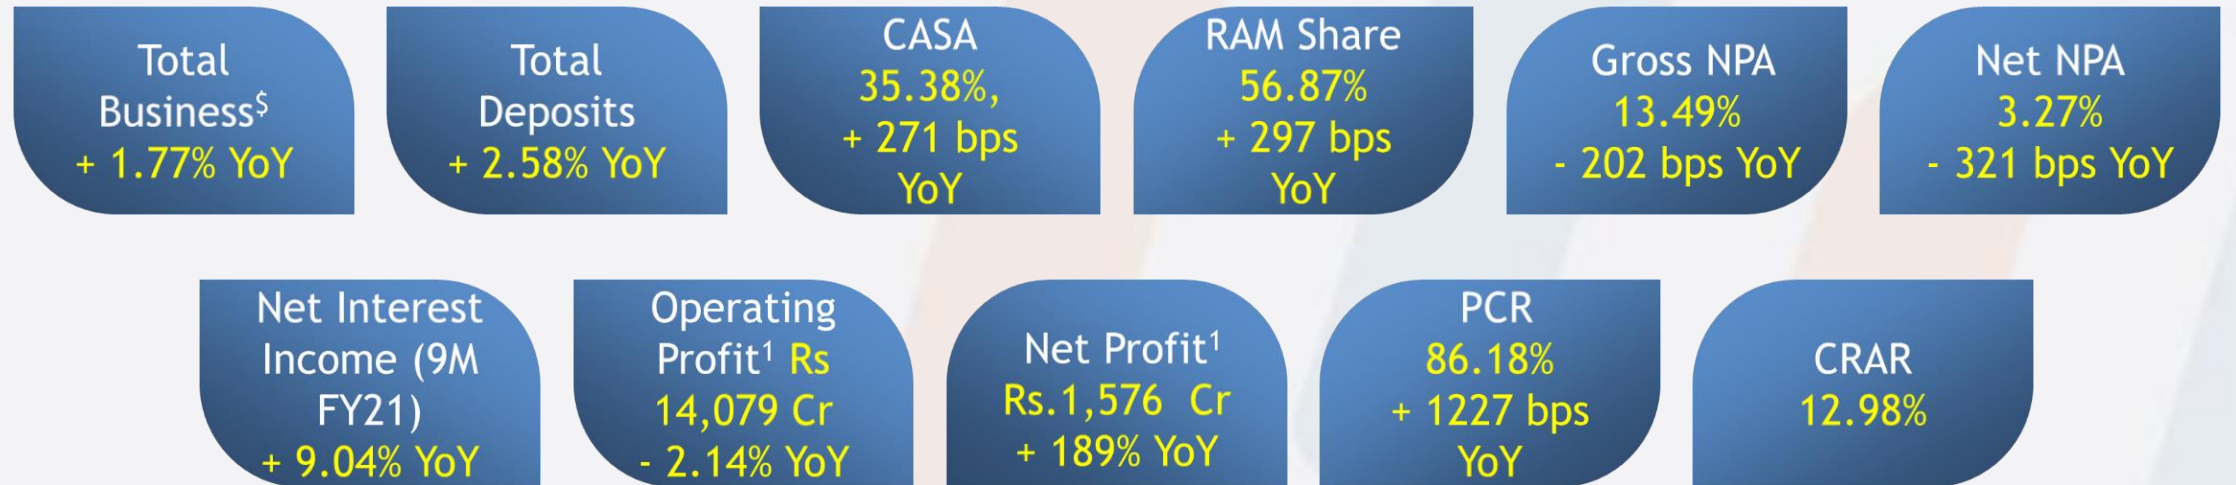 Total
Business$
+ 1.77% YoY
Total
Deposits
+ 2.58% YoY
CASA
35.38%,
+ 271 bps
YoY
RAM Share
56.87%
+ 297 bps
YoY
Gross NPA
13.49%
- 202 bps YoY
Net NPA
3.27%
- 321 bps YoY
Net Interest
Income (9M
FY21)
+ 9.04% YoY
Operating
Profit¹ Rs
14,079 Cr
- 2.14% YoY
Net Profit¹
Rs.1,576 Cr
+ 189% YoY
PCR
86.18%
+ 1227 bps
YoY
CRAR
12.98%